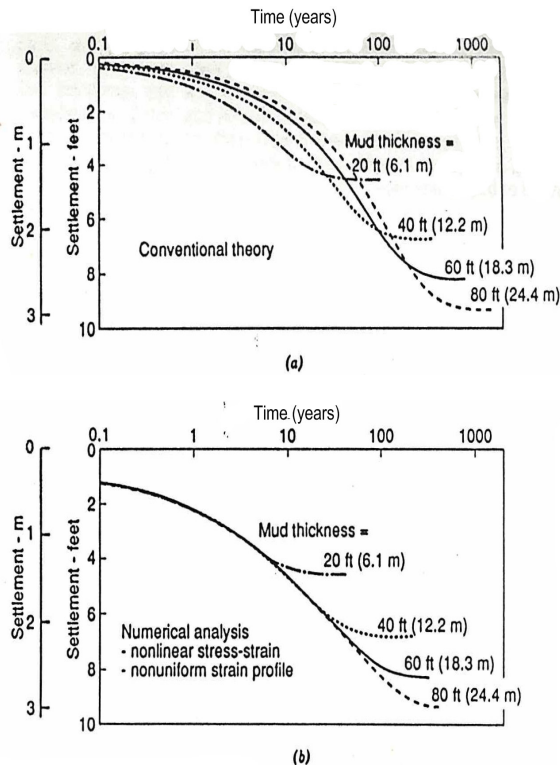 Time (years)
0.1 1 10 100 1000
0 0
2
1
4
6
2
8
3
10
Settlement - m
Settlement - feet
Mud thickness =
20 ft (6.1 m)
40 ft (12.2 m)
60 ft (18.3 m)
80 ft (24.4 m)
Conventional theory
(a)
Time (years)
0.1 1 10 100 1000
0 0
2
1
4
6
2
8
3
10
Settlement - m
Settlement - feet
Mud thickness =
20 ft (6.1 m)
40 ft (12.2 m)
60 ft (18.3 m)
80 ft (24.4 m)
Numerical analysis
- nonlinear stress-strain
- nonuniform strain profile
(b)